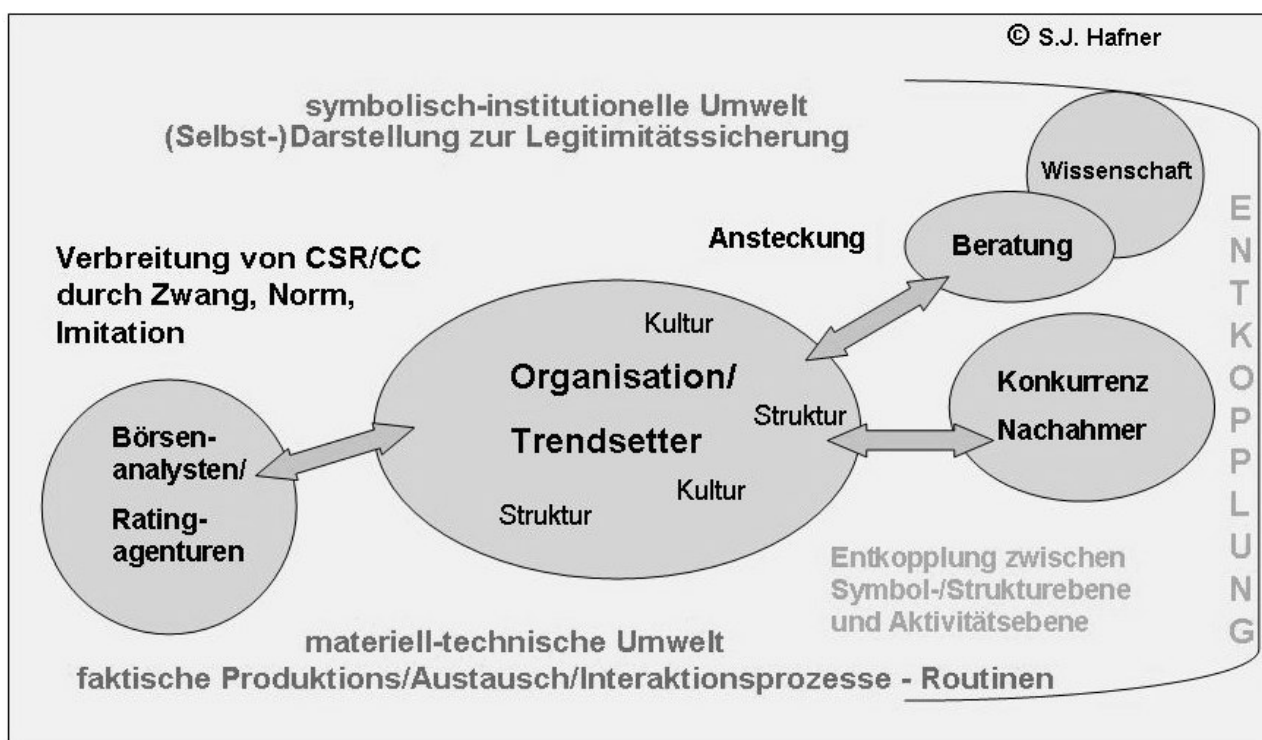 © S.J. Hafner
symbolisch-institutionelle Umwelt
(Selbst-)Darstellung zur Legitimitätssicherung
Wissenschaft
Ansteckung
Beratung
Verbreitung von CSR/CC
durch Zwang, Norm,
Imitation
Kultur
Organisation/
Struktur
Trendsetter
Kultur
Struktur
Konkurrenz
Nachahmer
Börsen-
analysten/
Rating-
agenturen
Entkopplung zwischen
Symbol-/Strukturebene
und Aktivitätsebene
ENTKOPPLUNG
materiell-technische Umwelt
faktische Produktions/Austausch/Interaktionsprozesse - Routinen